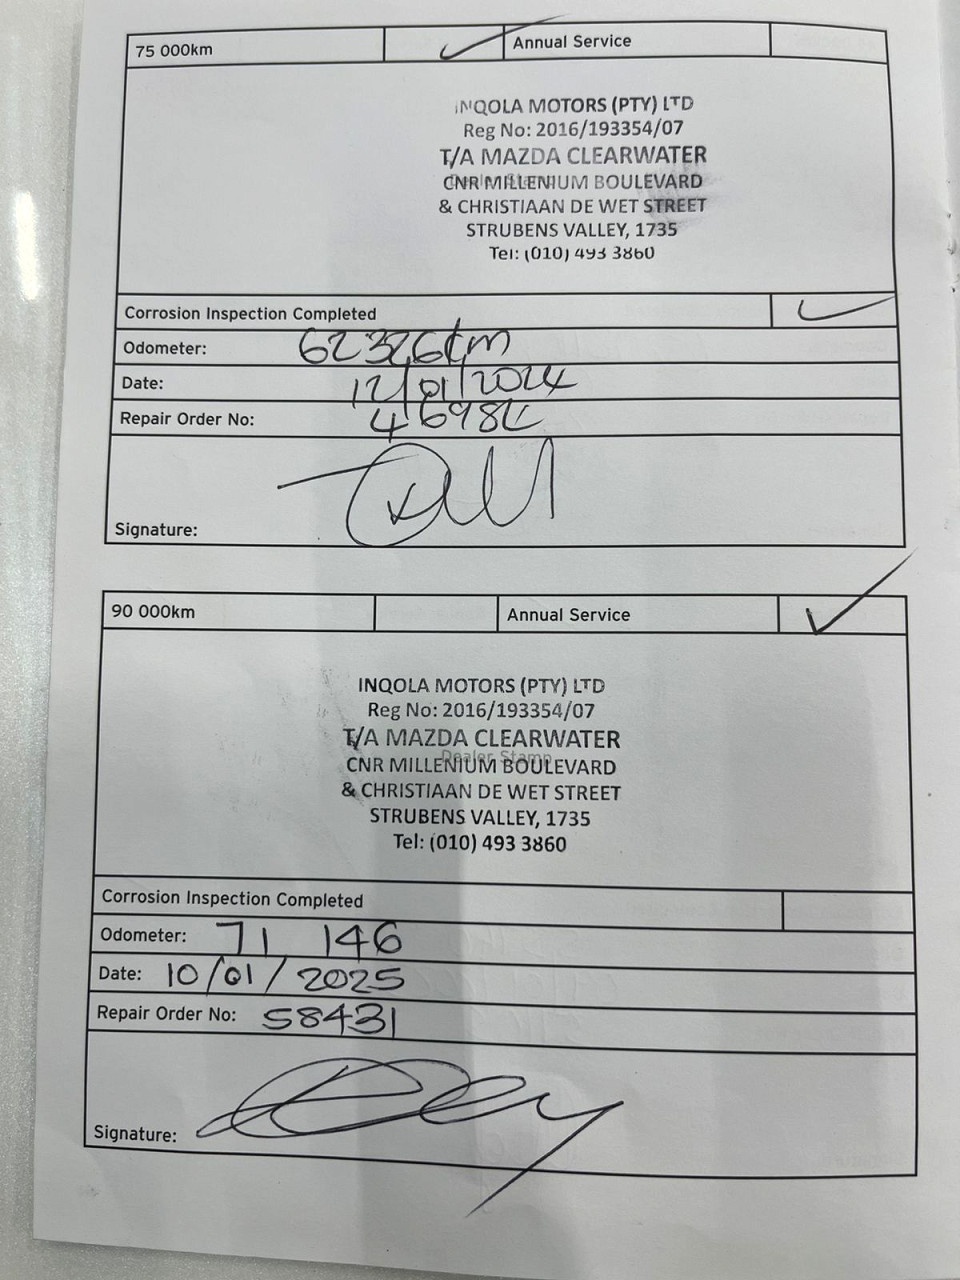 75 000km Annual Service
INQOLA MOTORS (PTY) LTD
Reg No: 2016/193354/07
T/A MAZDA CLEARWATER
CNR MILLENIUM BOULEVARD
& CHRISTIAAN DE WET STREET
STRUBENS VALLEY, 1735
Tel: (010) 493 3860
Corrosion Inspection Completed
Odometer: 62326km
Date: 12/01/2024
Repair Order No:
Signature:
90 000km Annual Service
INQOLA MOTORS (PTY) LTD
Reg No: 2016/193354/07
T/A MAZDA CLEARWATER
Dealer Stamp
CNR MILLENIUM BOULEVARD
& CHRISTIAAN DE WET STREET
STRUBENS VALLEY, 1735
Tel: (010) 493 3860
Corrosion Inspection Completed
Odometer: 71 146
Date: 10/01/2025
Repair Order No: 58431
Signature: